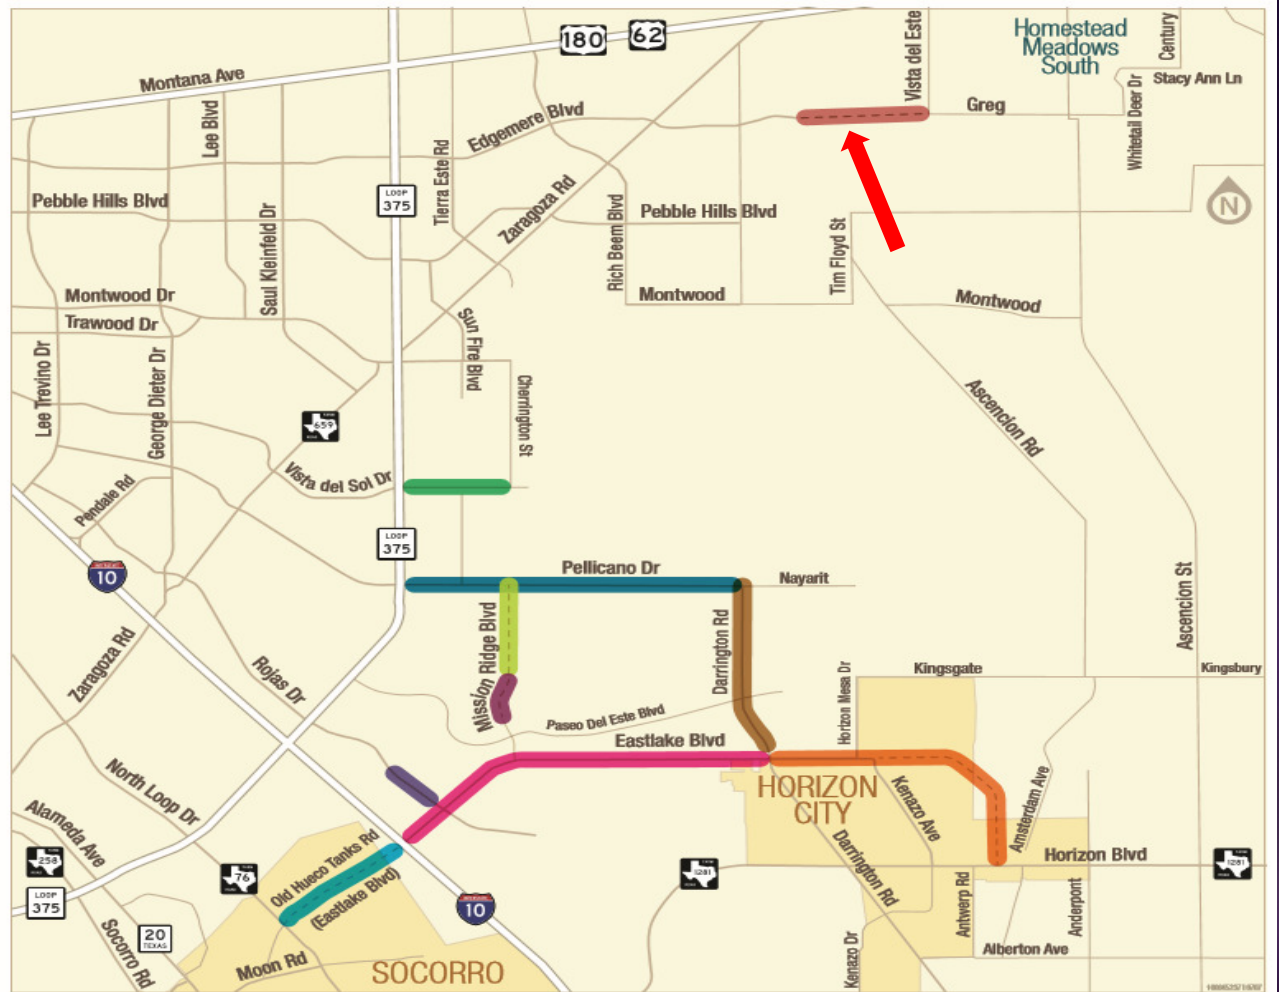 180
62
Homestead
Meadows
South
Century
Vista del Este
Stacy Ann Ln
Whitetail Deer Dr
Greg
Montana Ave
Lee Blvd
Edgemere Blvd
Tierra Este Rd
LOOP
375
Pebble Hills Blvd
Saul Kleinfeld Dr
Zaragoza Rd
Rich Beem Blvd
Pebble Hills Blvd
Tim Floyd St
N
Montwood Dr
Trawood Dr
Montwood
Montwood
Sun Fire Blvd
Lee Trevino Dr
George Dieter Dr
Cherrington St
Ascencion Rd
659
Vista del Sol Dr
Pendale Rd
LOOP
375
10
Pellicano Dr
Nayarit
Mission Ridge Blvd
Darrington Rd
Ascencion St
Zaragoza Rd
Rojas Dr
Kingsgate
Kingsbury
Horizon Mesa Dr
Paseo Del Este Blvd
Eastlake Blvd
HORIZON
CITY
Kenazo Ave
Amsterdam Ave
North Loop Dr
Alameda Ave
Old Hueco Tanks Rd
(Eastlake Blvd)
Darrington Rd
Horizon Blvd
258
76
1281
1281
LOOP
375
10
Antwerp Rd
Anderpont
20
TEXAS
Socorro Rd
Moon Rd
SOCORRO
Kenazo Dr
Alberton Ave